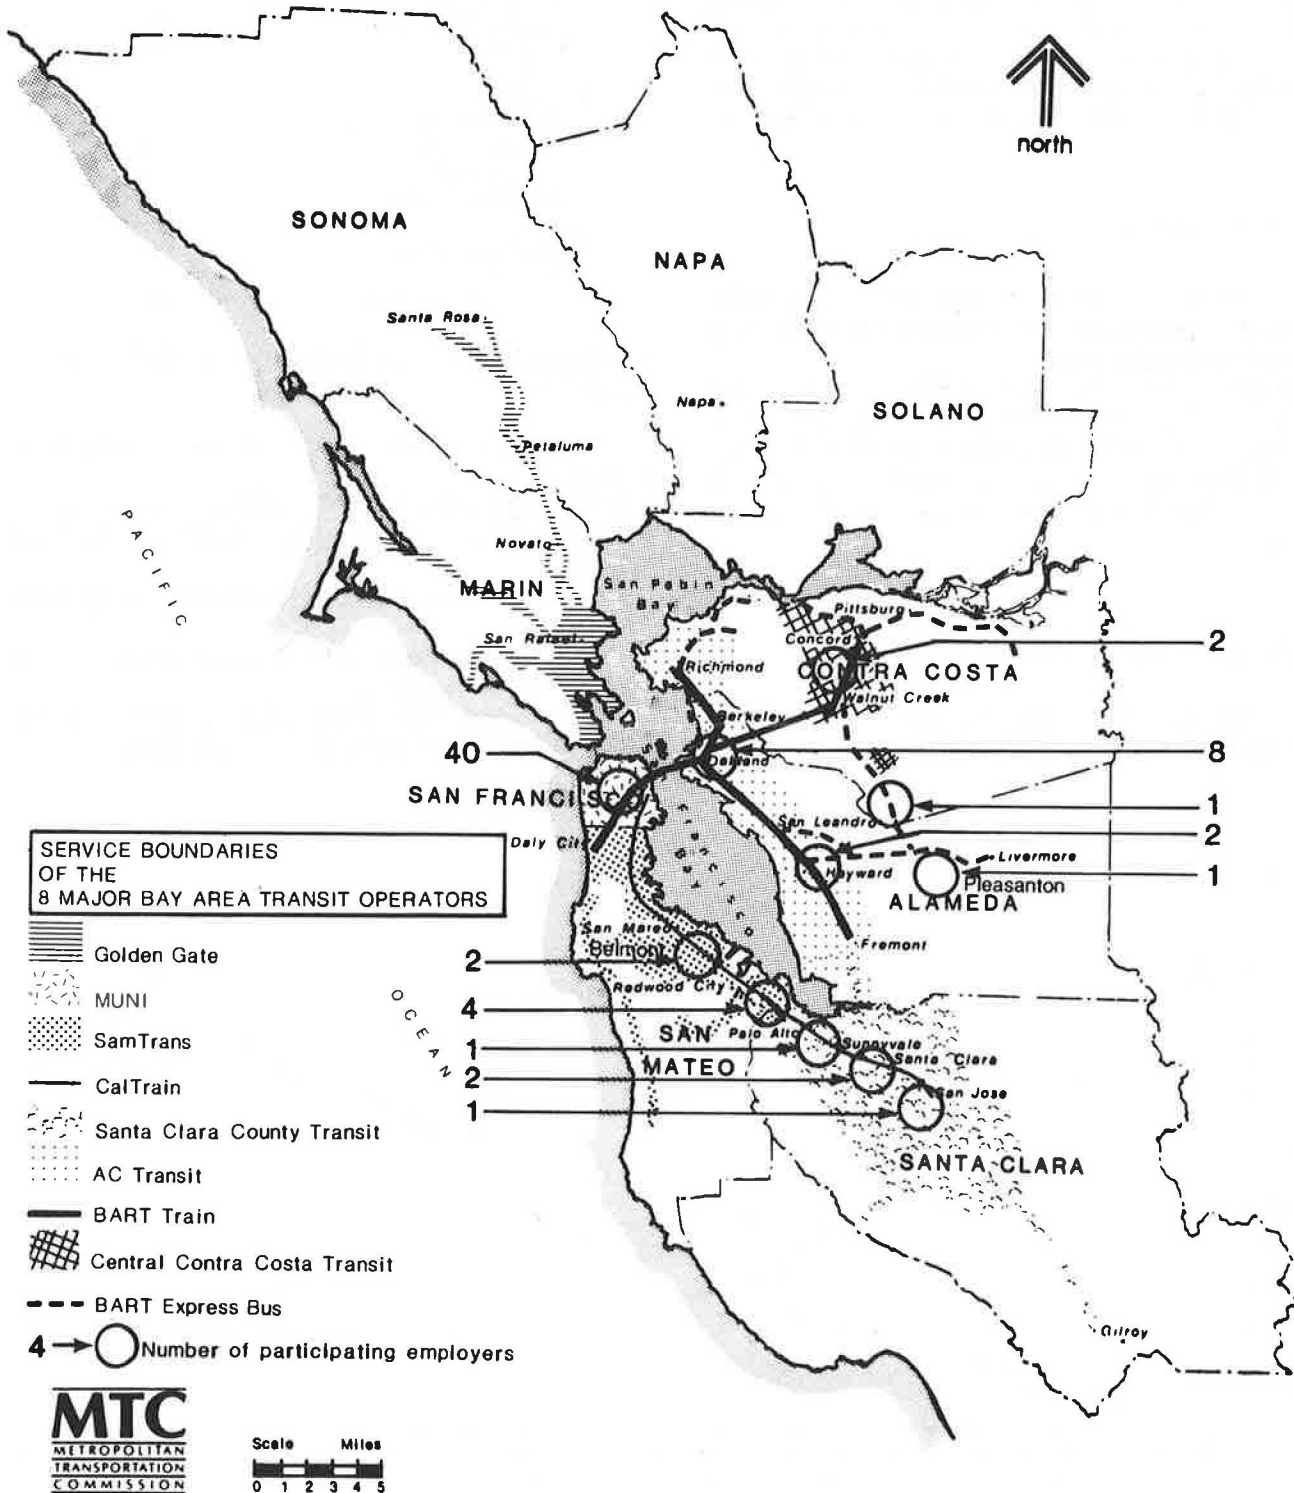 north
SONOMA
NAPA
Santa Rosa
Napa
SOLANO
Petaluma
PACIFIC
Novato
MARIN
San Pablo
Bay
Pittsburg
Concord
San Rafael
2
Richmond
CONTRA COSTA
Walnut Creek
Berkeley
40
Oakland
8
SAN FRANCISCO
San Francisco Bay
1
San Leandro
2
Daly City
Livermore
Hayward
1
Pleasanton
ALAMEDA
SERVICE BOUNDARIES
OF THE
8 MAJOR BAY AREA TRANSIT OPERATORS
San Mateo
Belmont
Fremont
Golden Gate
2
Redwood City
MUNI
OCEAN
4
SAN
Palo Alto
SamTrans
1
Sunnyvale
Santa Clara
MATEO
2
CalTrain
San Jose
1
Santa Clara County Transit
SANTA CLARA
AC Transit
BART Train
Central Contra Costa Transit
BART Express Bus
Gilroy
4
Number of participating employers
MTC
METROPOLITAN
TRANSPORTATION
COMMISSION
Scale Miles
0 1 2 3 4 5